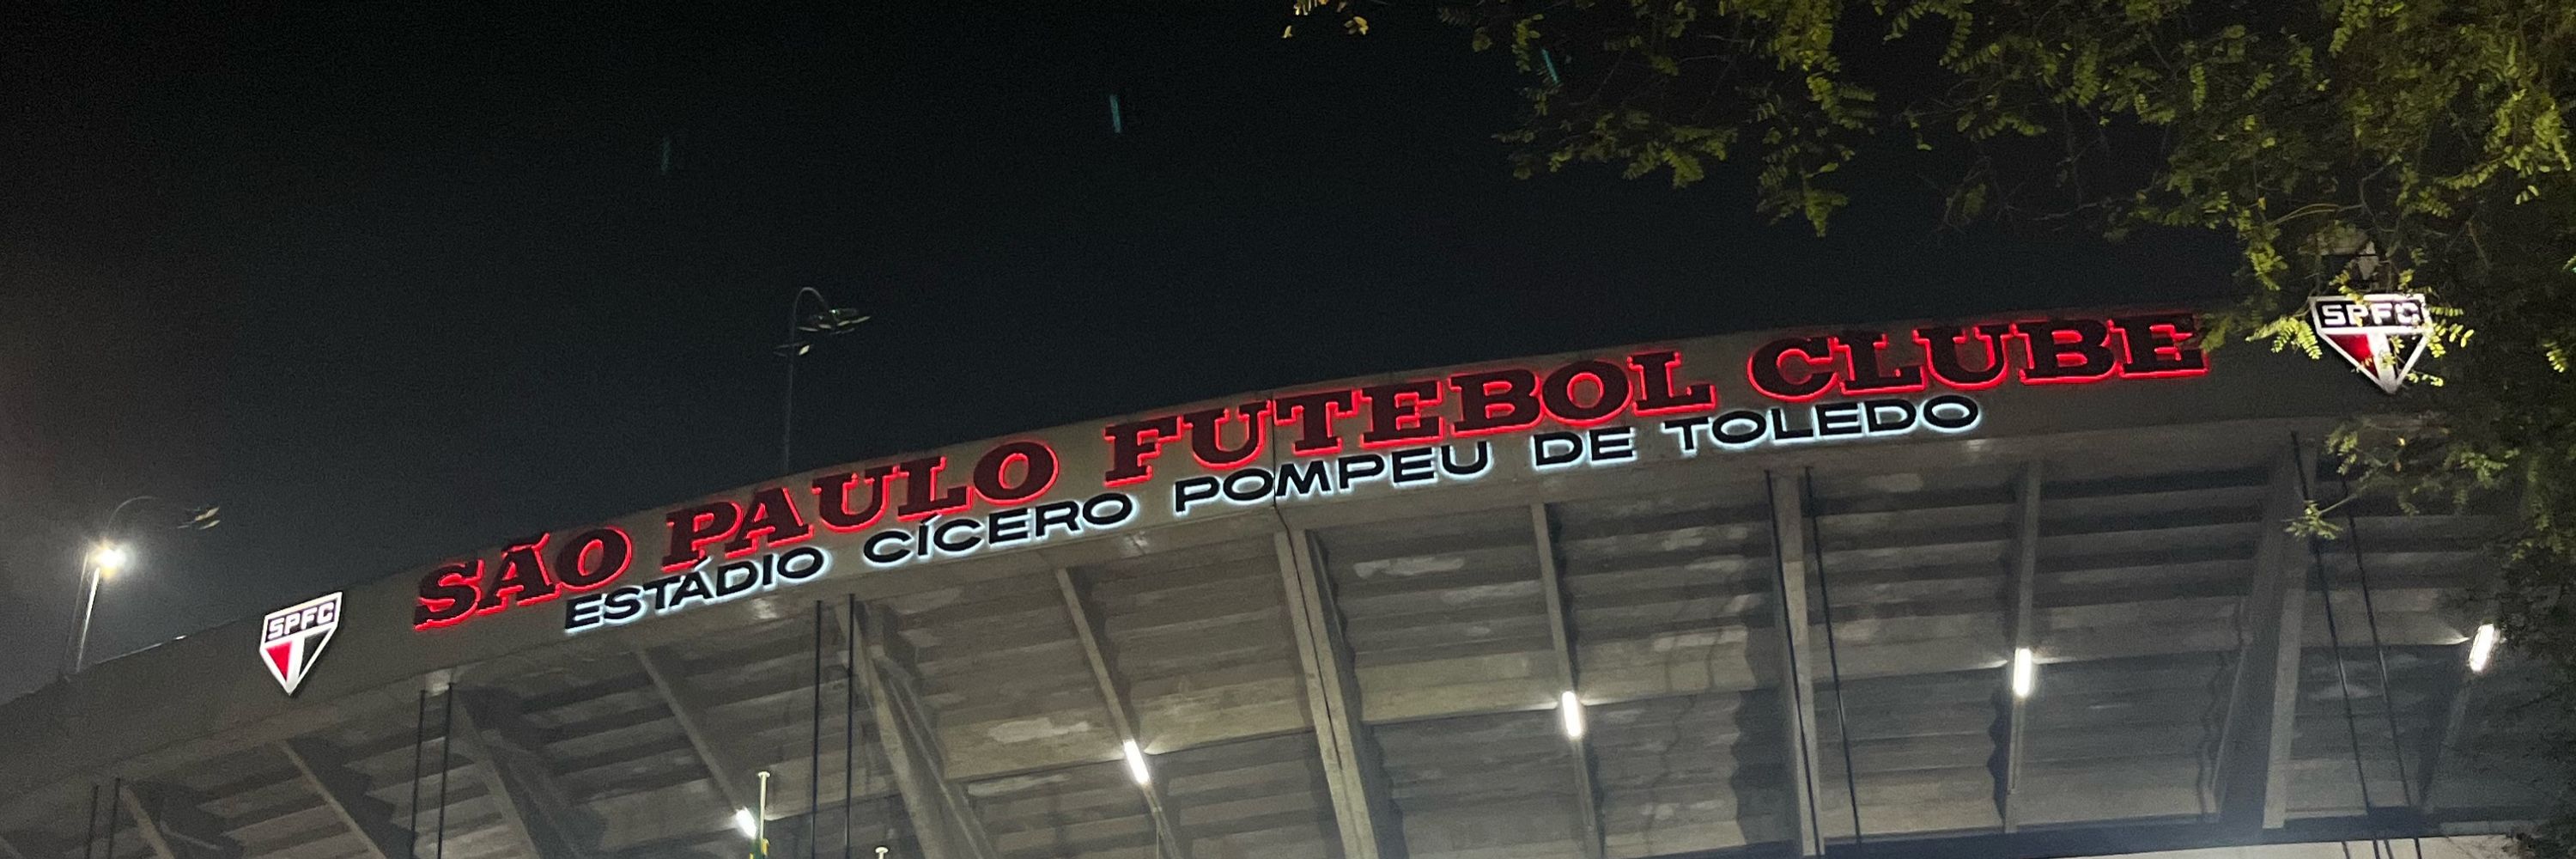 SÃO PAULO FUTEBOL CLUBE
ESTÁDIO CÍCERO POMPEU DE TOLEDO
SPFC
SPFC